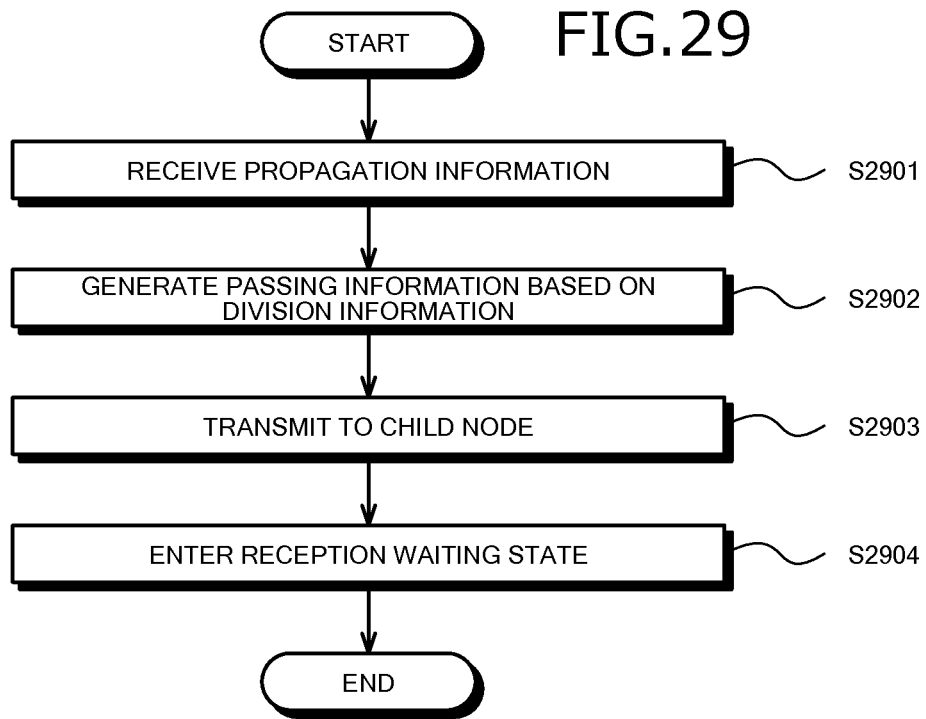 FIG.29
START
RECEIVE PROPAGATION INFORMATION
S2901
GENERATE PASSING INFORMATION BASED ON
DIVISION INFORMATION
S2902
TRANSMIT TO CHILD NODE
S2903
ENTER RECEPTION WAITING STATE
S2904
END